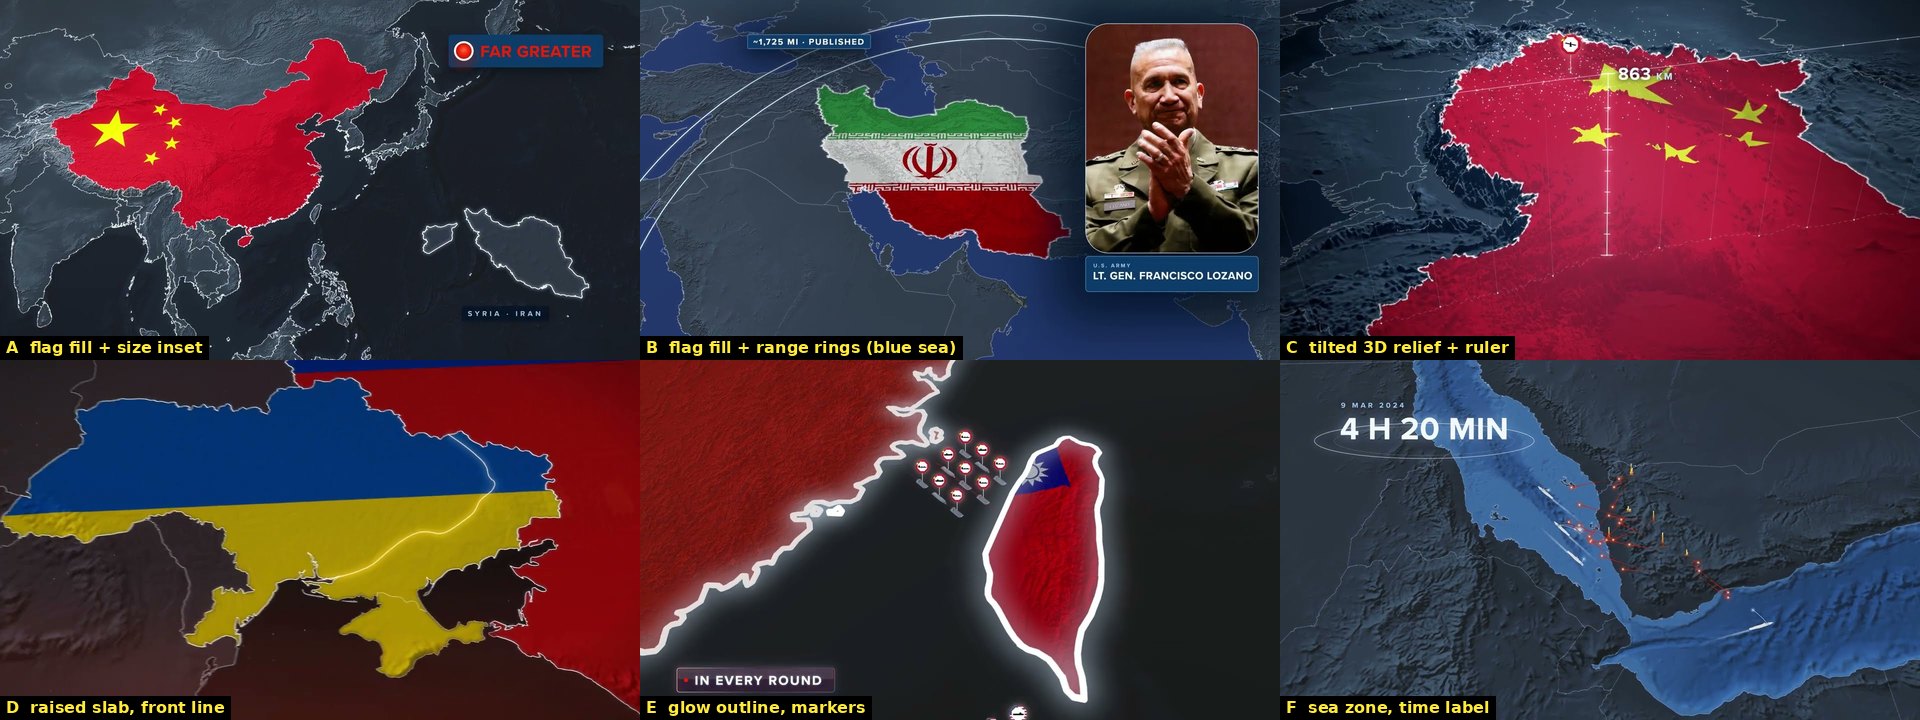 FAR GREATER
SYRIA · IRAN
A flag fill + size inset
~1,725 MI · PUBLISHED
U.S. ARMY
LT. GEN. FRANCISCO LOZANO
B flag fill + range rings (blue sea)
863 KM
C tilted 3D relief + ruler
D raised slab, front line
IN EVERY ROUND
E glow outline, markers
9 MAR 2024
4 H 20 MIN
F sea zone, time label